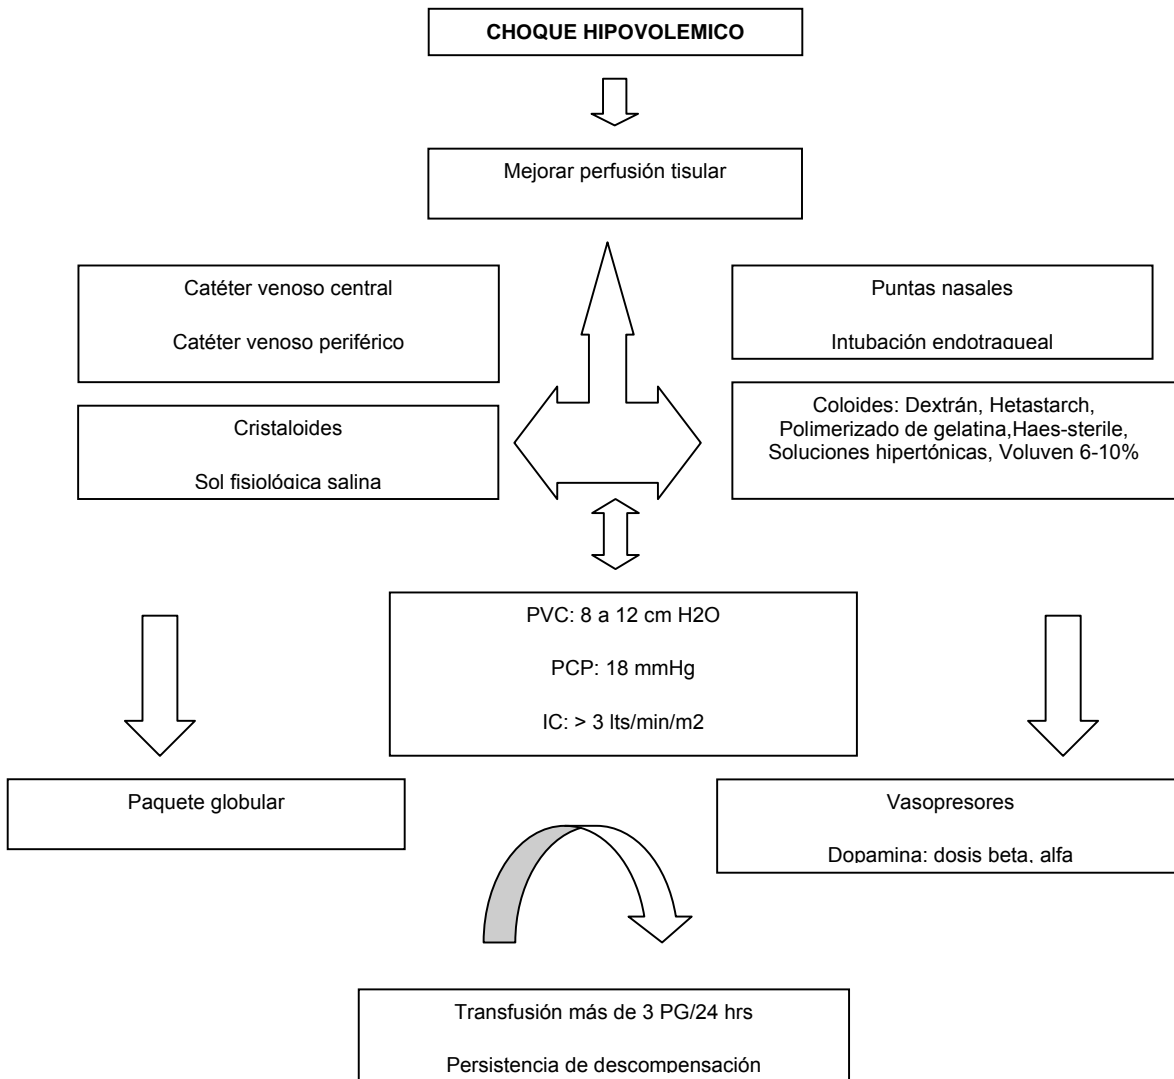 CHOQUE HIPOVOLEMICO
Mejorar perfusión tisular
Catéter venoso central
Catéter venoso periférico
Puntas nasales
Intubación endotraqueal
Cristaloides
Sol fisiológica salina
Coloides: Dextrán, Hetastarch,
Polimerizado de gelatina,Haes-sterile,
Soluciones hipertónicas, Voluven 6-10%
PVC: 8 a 12 cm H2O
PCP: 18 mmHg
IC: > 3 lts/min/m2
Paquete globular
Vasopresores
Dopamina: dosis beta, alfa
Transfusión más de 3 PG/24 hrs
Persistencia de descompensación